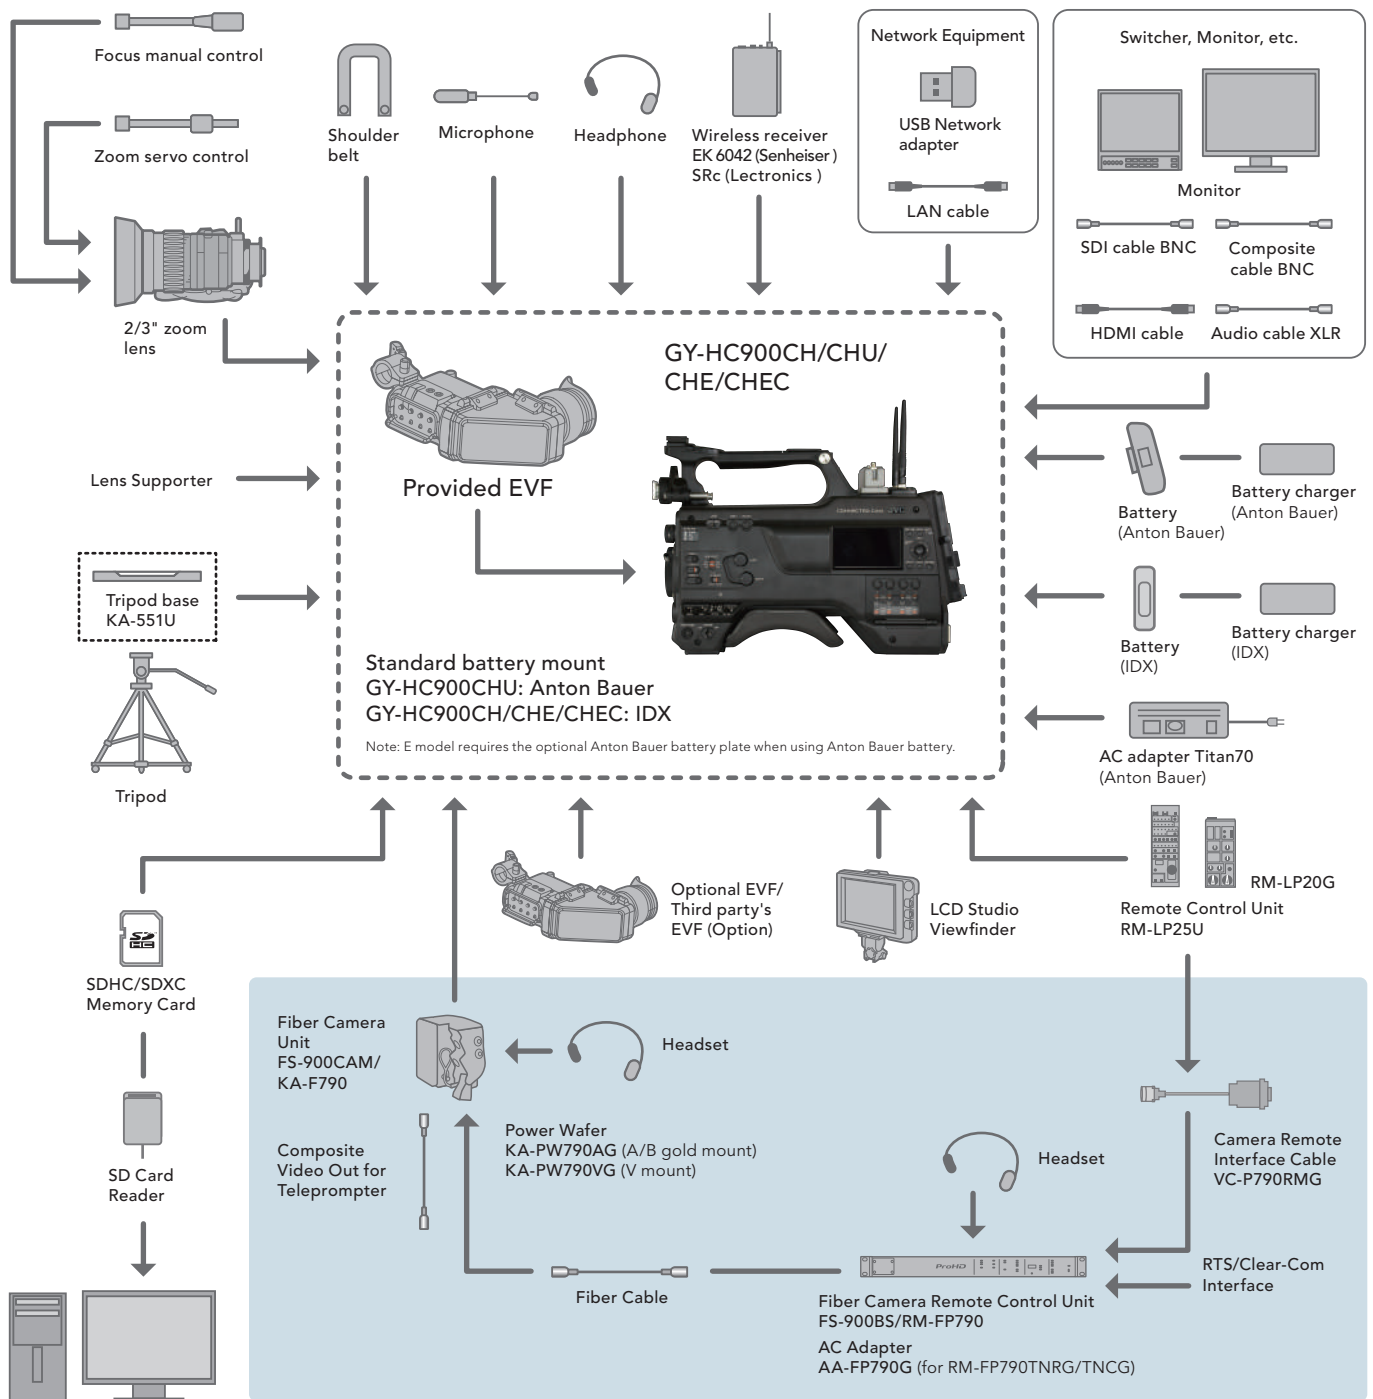 Focus manual control
Zoom servo control
2/3" zoom
lens
Shoulder
belt
Microphone
Headphone
Wireless receiver
EK 6042 (Senheiser )
SRc (Lectronics )
Network Equipment
USB Network
adapter
LAN cable
Switcher, Monitor, etc.
Monitor
SDI cable BNC
Composite
cable BNC
HDMI cable
Audio cable XLR
GY-HC900CH/CHU/
CHE/CHEC
Provided EVF
Lens Supporter
Tripod base
KA-551U
Tripod
Standard battery mount
GY-HC900CHU: Anton Bauer
GY-HC900CH/CHE/CHEC: IDX
Note: E model requires the optional Anton Bauer battery plate when using Anton Bauer battery.
Battery
(Anton Bauer)
Battery charger
(Anton Bauer)
Battery
(IDX)
Battery charger
(IDX)
AC adapter Titan70
(Anton Bauer)
RM-LP20G
Remote Control Unit
RM-LP25U
Optional EVF/
Third party's
EVF (Option)
LCD Studio
Viewfinder
SD
HC
SDHC/SDXC
Memory Card
SD Card
Reader
Fiber Camera
Unit
FS-900CAM/
KA-F790
Headset
Composite
Video Out for
Teleprompter
Power Wafer
KA-PW790AG (A/B gold mount)
KA-PW790VG (V mount)
Headset
Camera Remote
Interface Cable
VC-P790RMG
RTS/Clear-Com
Interface
Fiber Cable
ProHD
Fiber Camera Remote Control Unit
FS-900BS/RM-FP790
AC Adapter
AA-FP790G (for RM-FP790TNRG/TNCG)